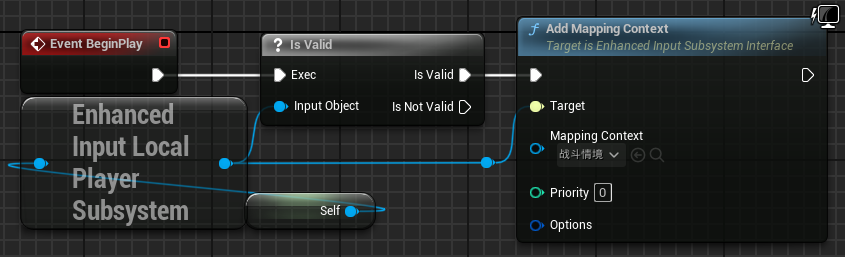 Event BeginPlay
Is Valid
Exec
Is Valid
Input Object
Is Not Valid
Add Mapping Context
Target is Enhanced Input Subsystem Interface
Target
Mapping Context
战斗情境
Priority
0
Options
Enhanced
Input Local
Player
Subsystem
Self